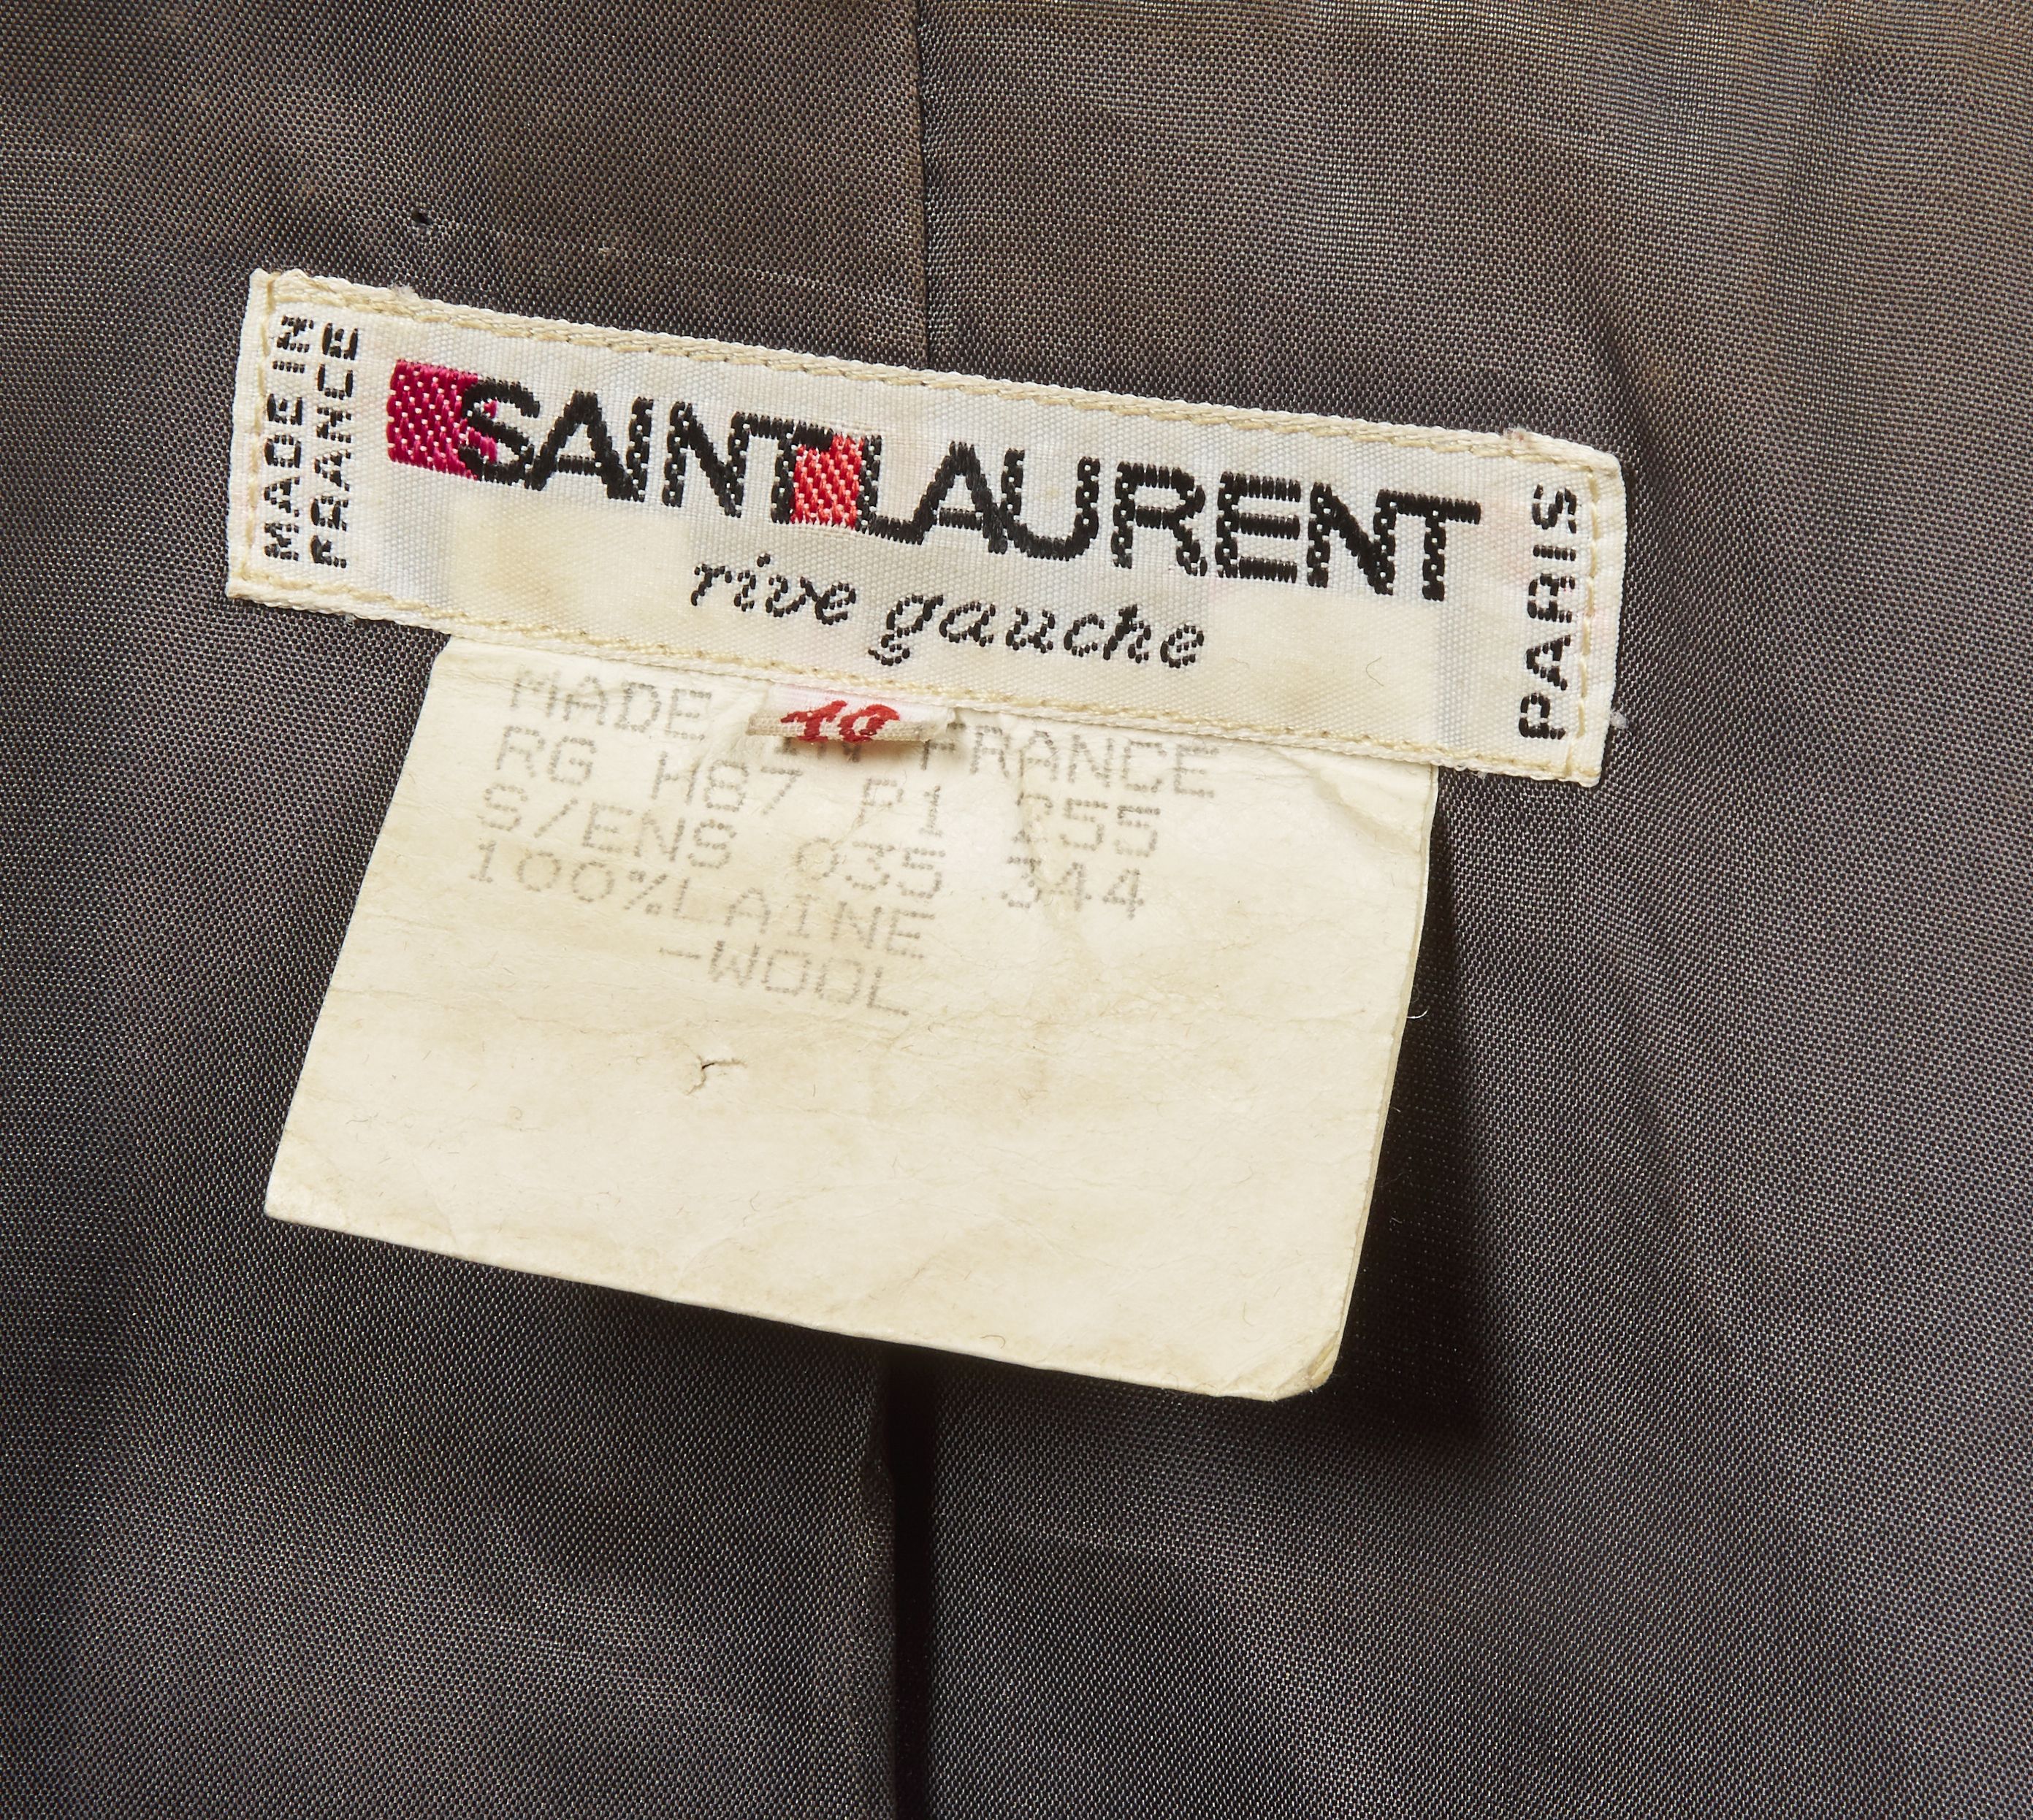 MADE IN
FRANCE
SAINT LAURENT
rive gauche
PARIS
MADE FRANCE
RG H87 P1 255
S/ENS 035 344
100%LAINE
-WOOL